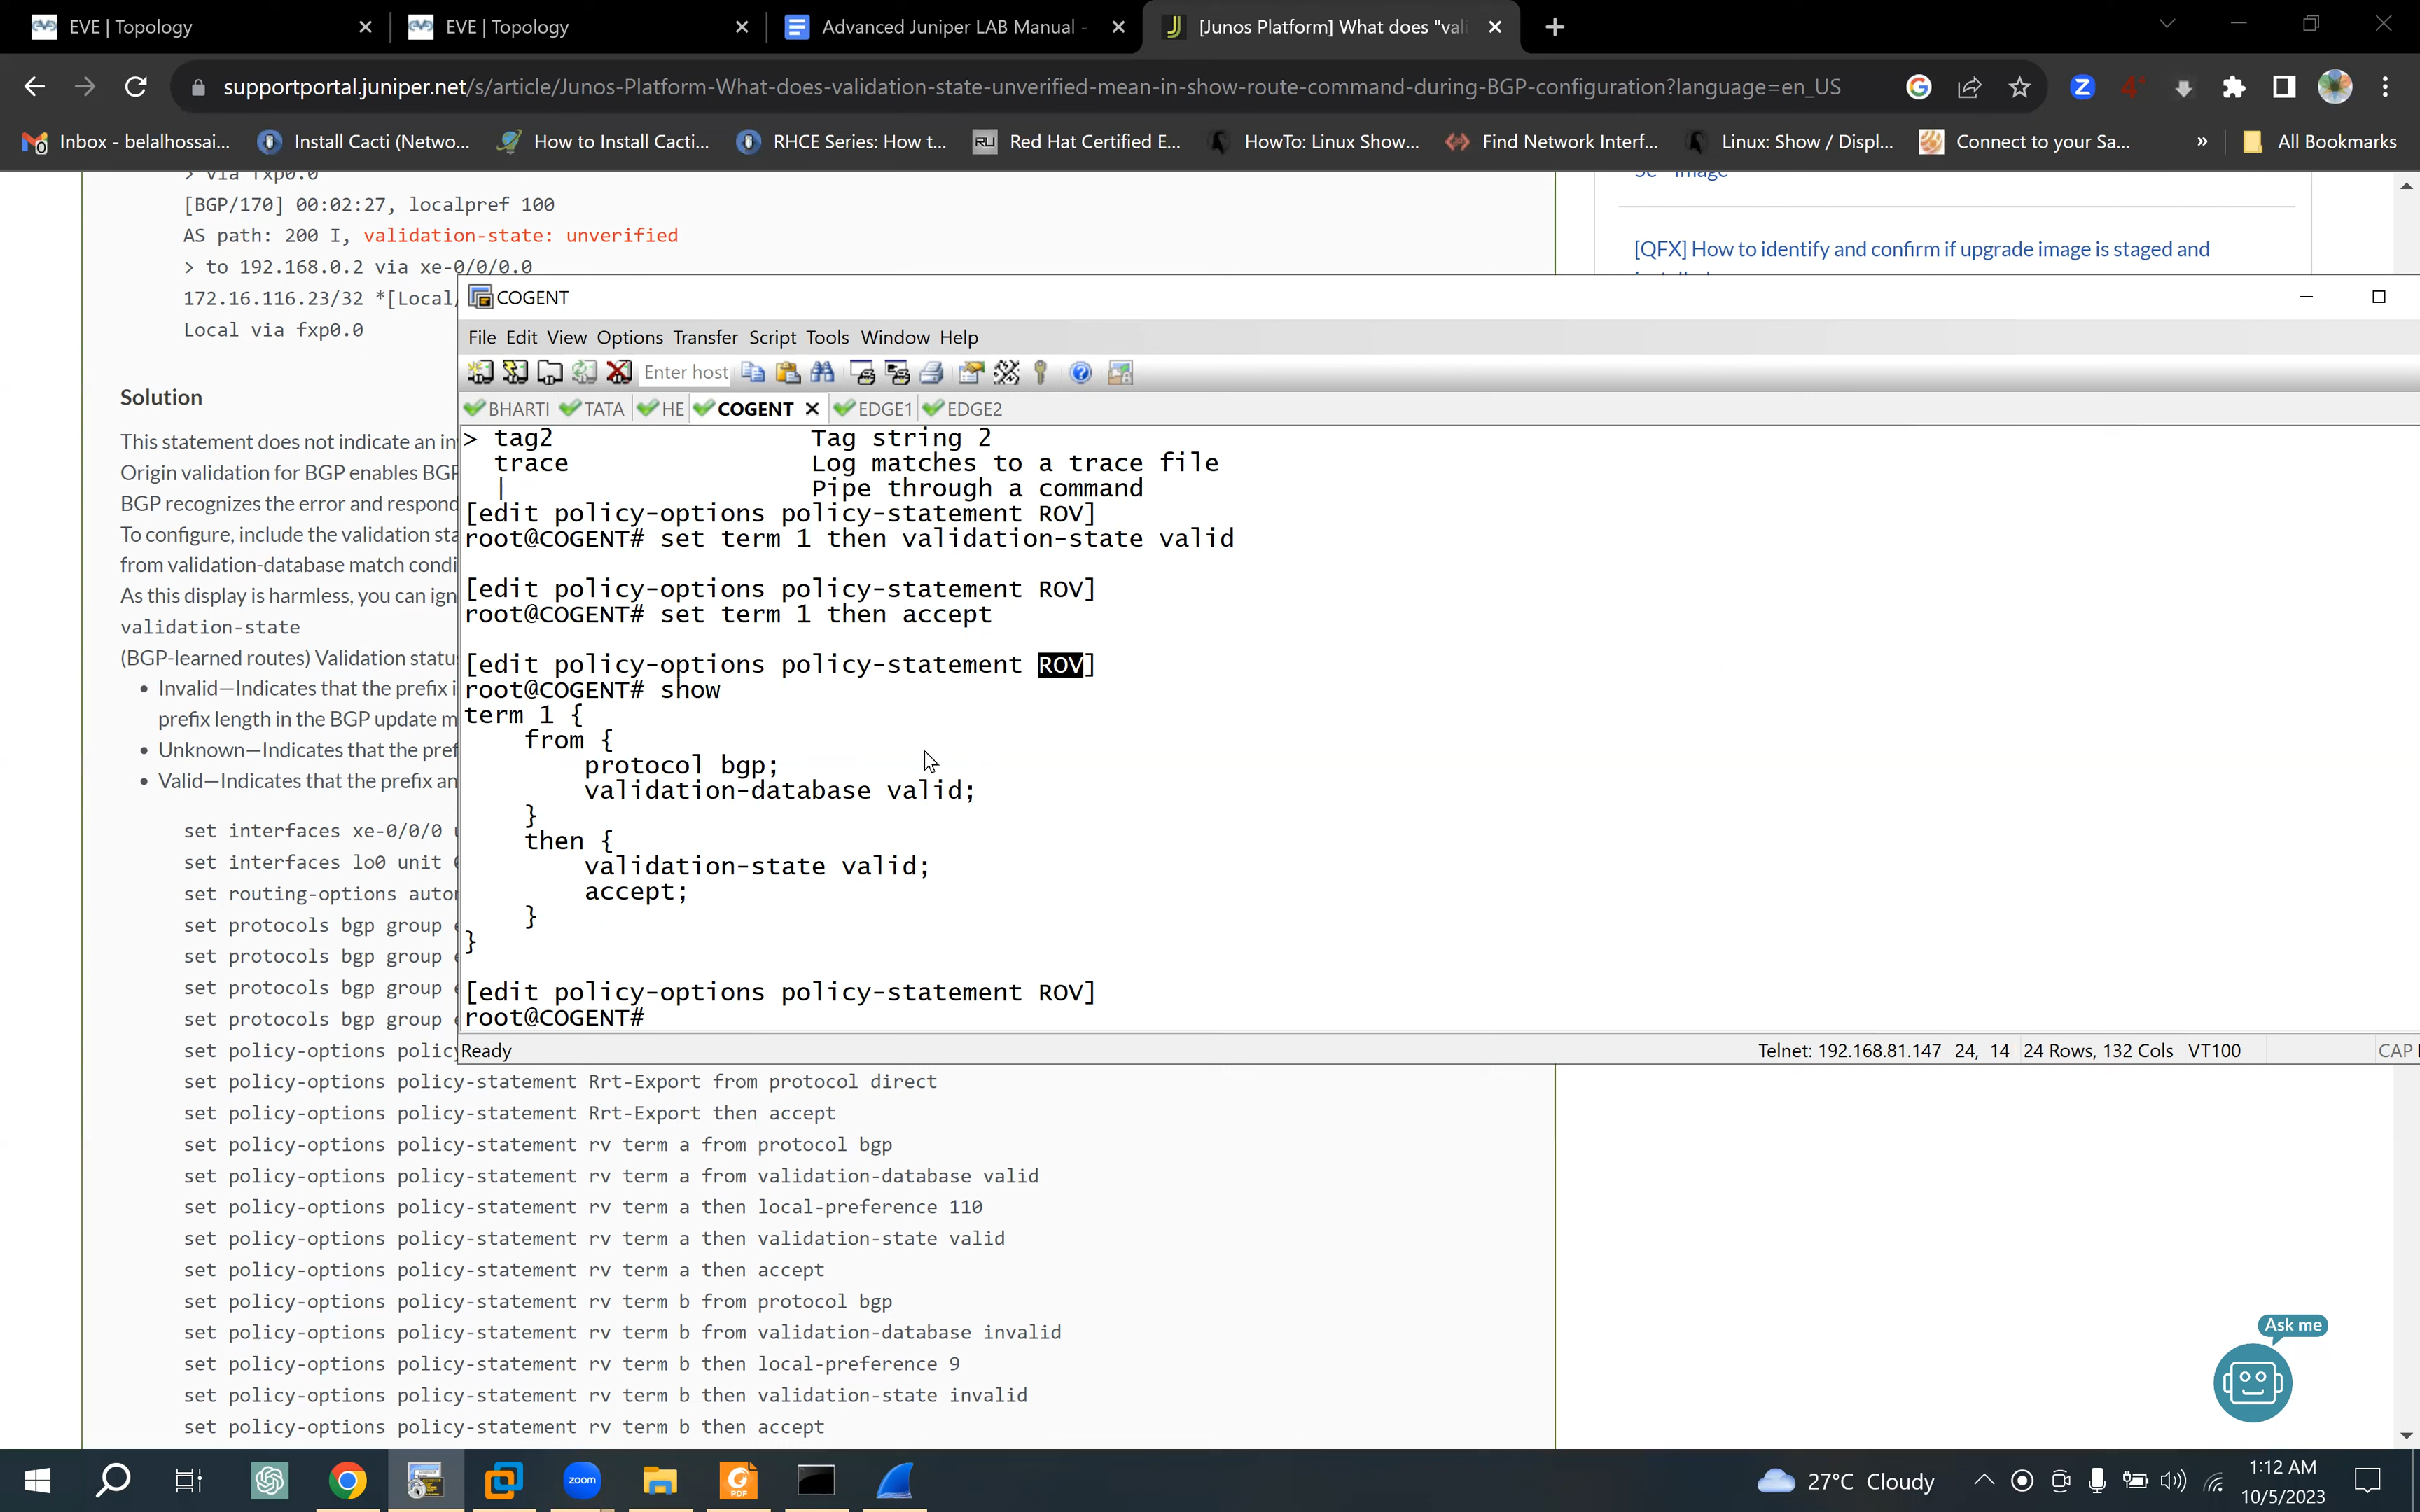 EVE | Topology
EVE | Topology
Advanced Juniper LAB Manual -
[Junos Platform] What does "vali
supportportal.juniper.net/s/article/Junos-Platform-What-does-validation-state-unverified-mean-in-show-route-command-during-BGP-configuration?language=en_US
Inbox - belalhossai...
Install Cacti (Netwo...
How to Install Cacti...
RHCE Series: How t...
Red Hat Certified E...
HowTo: Linux Show...
Find Network Interf...
Linux: Show / Displ...
Connect to your Sa...
»
All Bookmarks
> via fxp0.0
[BGP/170] 00:02:27, localpref 100
AS path: 200 I, validation-state: unverified
> to 192.168.0.2 via xe-0/0/0.0
172.16.116.23/32 *[Local/
Local via fxp0.0
[QFX] How to identify and confirm if upgrade image is staged and
Solution
This statement does not indicate an in
Origin validation for BGP enables BGP
BGP recognizes the error and respond
To configure, include the validation sta
from validation-database match condi
As this display is harmless, you can ign
validation-state
(BGP-learned routes) Validation status
• Invalid—Indicates that the prefix i
prefix length in the BGP update m
• Unknown—Indicates that the pref
• Valid—Indicates that the prefix an
set interfaces xe-0/0/0 u
set interfaces lo0 unit 0
set routing-options auton
set protocols bgp group e
set protocols bgp group e
set protocols bgp group e
set protocols bgp group e
set policy-options policy
COGENT
File Edit View Options Transfer Script Tools Window Help
Enter host
BHARTI TATA HE COGENT EDGE1 EDGE2
> tag2 Tag string 2
trace Log matches to a trace file
| Pipe through a command
[edit policy-options policy-statement ROV]
root@COGENT# set term 1 then validation-state valid
[edit policy-options policy-statement ROV]
root@COGENT# set term 1 then accept
[edit policy-options policy-statement ROV]
root@COGENT# show
term 1 {
from {
protocol bgp;
validation-database valid;
}
then {
validation-state valid;
accept;
}
}
[edit policy-options policy-statement ROV]
root@COGENT#
Ready
Telnet: 192.168.81.147 24, 14 24 Rows, 132 Cols VT100 CAP
set policy-options policy-statement Rrt-Export from protocol direct
set policy-options policy-statement Rrt-Export then accept
set policy-options policy-statement rv term a from protocol bgp
set policy-options policy-statement rv term a from validation-database valid
set policy-options policy-statement rv term a then local-preference 110
set policy-options policy-statement rv term a then validation-state valid
set policy-options policy-statement rv term a then accept
set policy-options policy-statement rv term b from protocol bgp
set policy-options policy-statement rv term b from validation-database invalid
set policy-options policy-statement rv term b then local-preference 9
set policy-options policy-statement rv term b then validation-state invalid
set policy-options policy-statement rv term b then accept
Ask me
zoom
PDF
27°C Cloudy
1:12 AM
10/5/2023